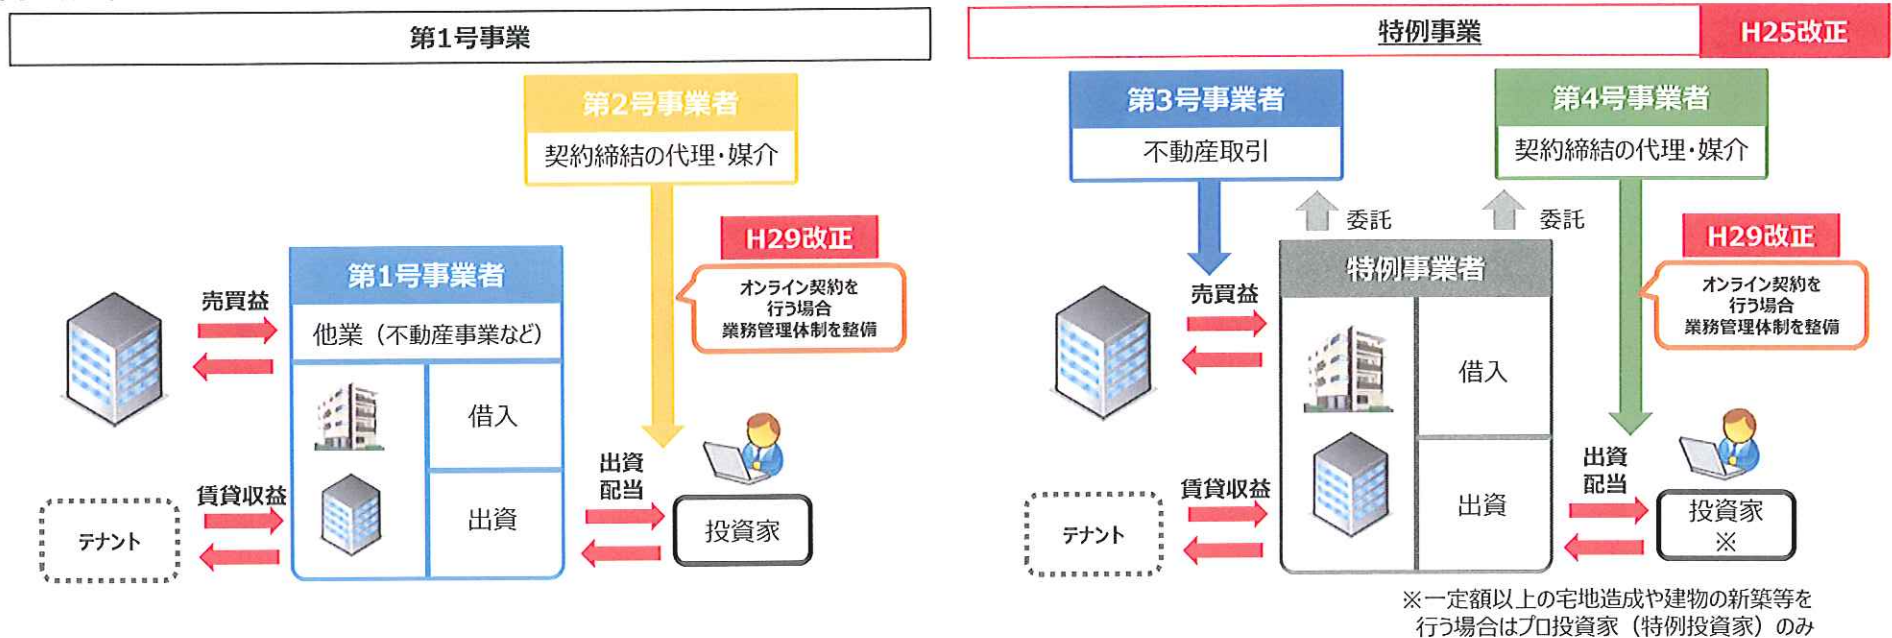 第1号事業
第2号事業者
契約締結の代理・媒介
H29改正
オンライン契約を
行う場合
業務管理体制を整備
第1号事業者
他業（不動産事業など）
売買益
借入
出資
賃貸収益
テナント
出資
配当
投資家
特例事業
H25改正
第3号事業者
不動産取引
第4号事業者
契約締結の代理・媒介
委託
委託
H29改正
オンライン契約を
行う場合
業務管理体制を整備
特例事業者
売買益
借入
出資
賃貸収益
テナント
出資
配当
投資家
※
※一定額以上の宅地造成や建物の新築等を
行う場合はプロ投資家（特例投資家）のみ